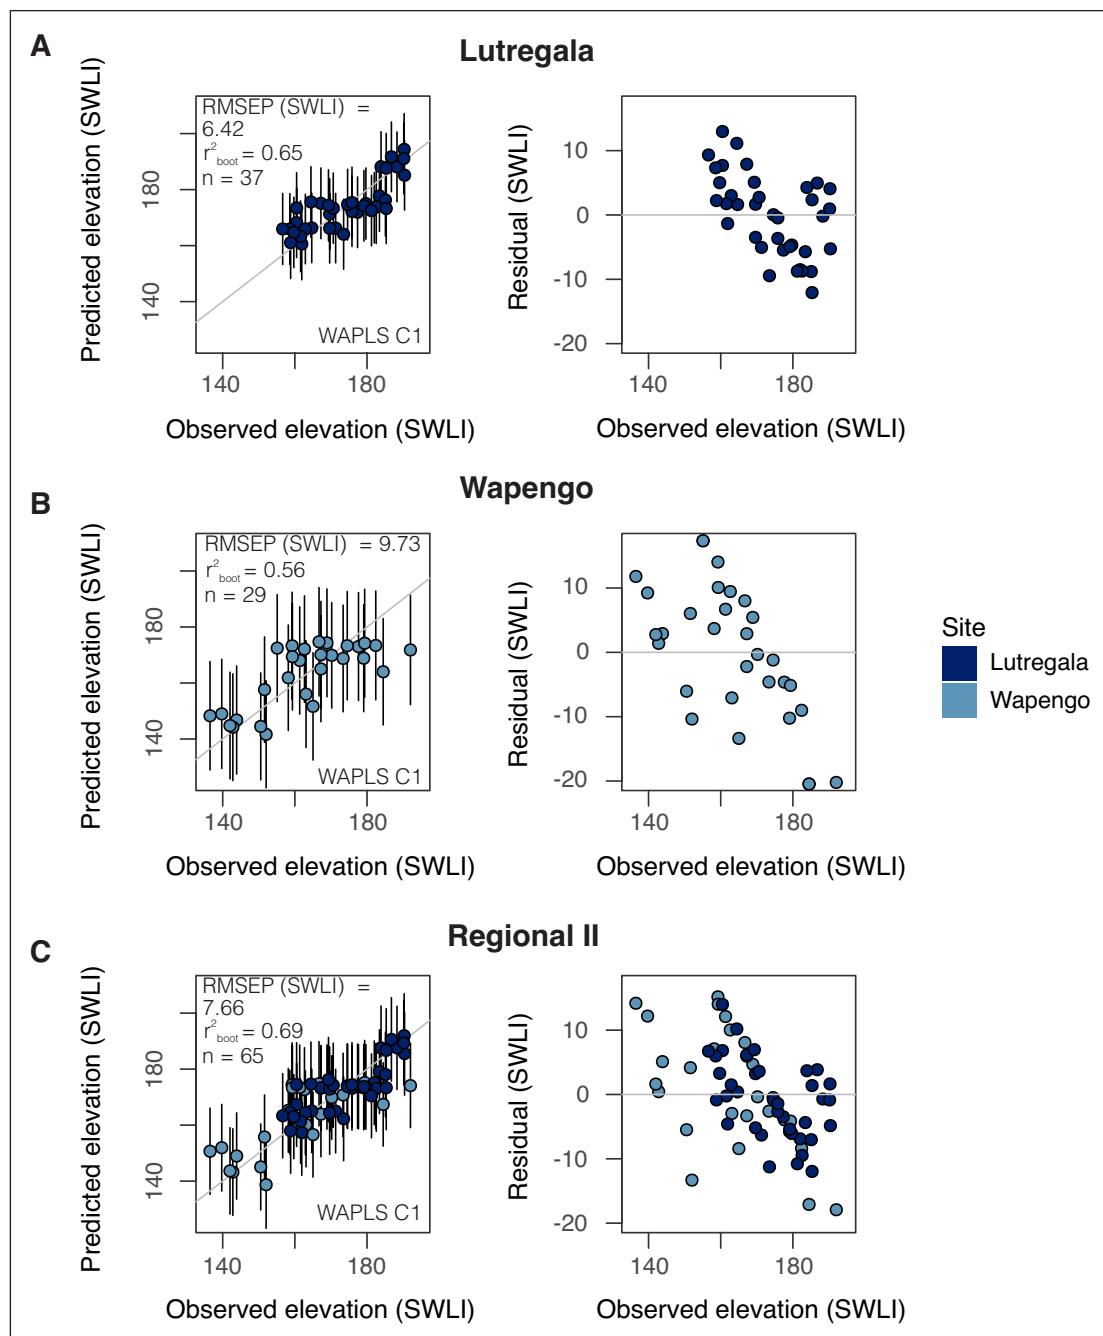 A
Lutregala
Predicted elevation (SWLI)
180
140
RMSEP (SWLI) =
6.42
r²boot = 0.65
n = 37
WAPLS C1
140 180
Observed elevation (SWLI)
Residual (SWLI)
10
0
-10
-20
140 180
Observed elevation (SWLI)
B
Wapengo
Predicted elevation (SWLI)
180
140
RMSEP (SWLI) = 9.73
r²boot = 0.56
n = 29
WAPLS C1
140 180
Observed elevation (SWLI)
Residual (SWLI)
10
0
-10
-20
140 180
Observed elevation (SWLI)
Site
Lutregala
Wapengo
C
Regional II
Predicted elevation (SWLI)
180
140
RMSEP (SWLI) =
7.66
r²boot = 0.69
n = 65
WAPLS C1
140 180
Observed elevation (SWLI)
Residual (SWLI)
10
0
-10
-20
140 180
Observed elevation (SWLI)